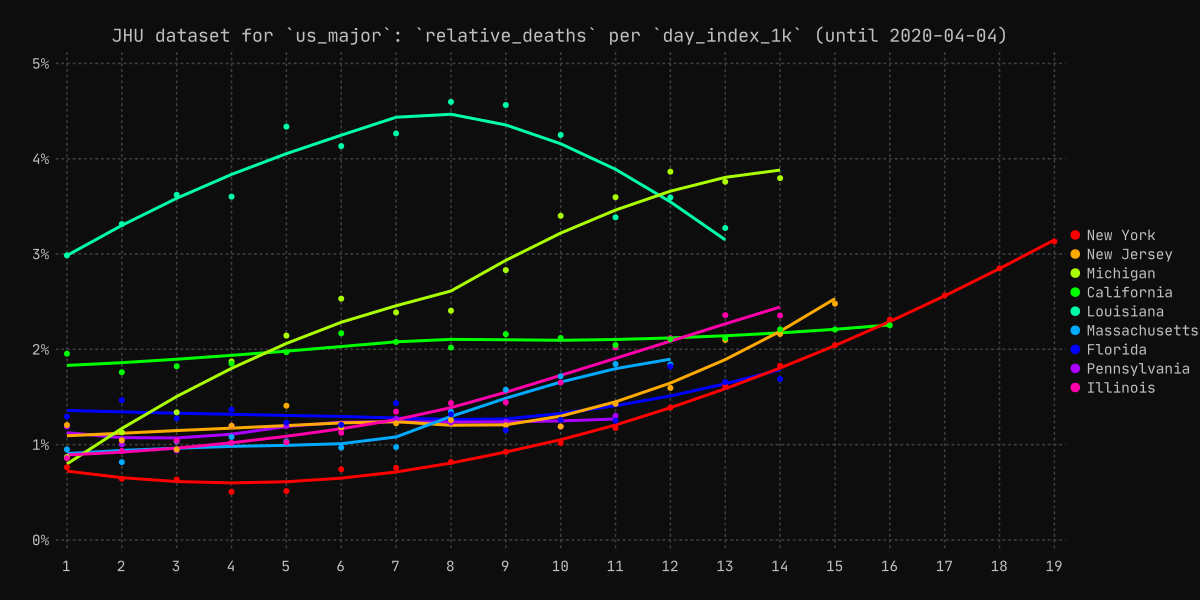 JHU dataset for `us_major`: `relative_deaths` per `day_index_1k` (until 2020-04-04)
5%
4%
3%
2%
1%
0%
1 2 3 4 5 6 7 8 9 10 11 12 13 14 15 16 17 18 19
New York
New Jersey
Michigan
California
Louisiana
Massachusetts
Florida
Pennsylvania
Illinois